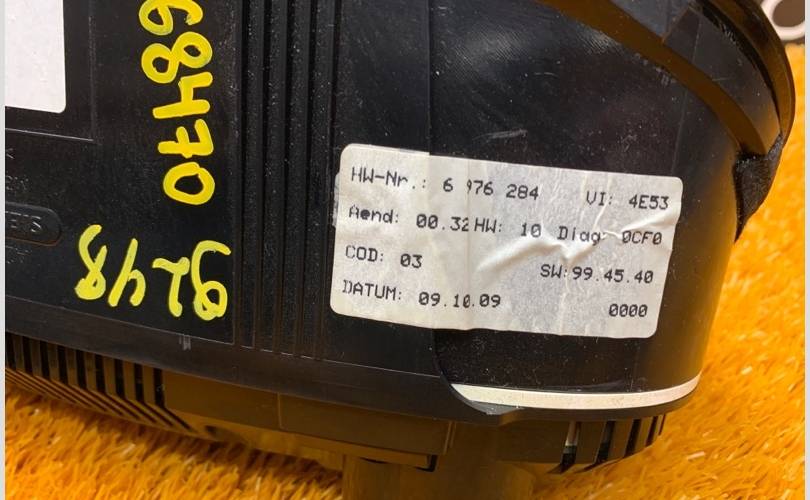 68470
9248
HW-Nr.: 6 976 284 VI: 4E53
Aend: 00.32 HW: 10 Diag 0CF0
COD: 03 SW:99.45.40
DATUM: 09.10.09 0000